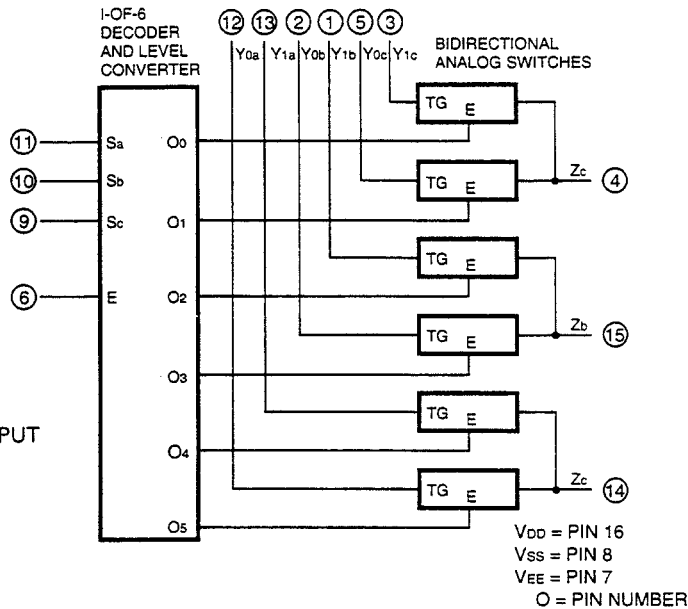 I-OF-6
DECODER
AND LEVEL
CONVERTER
12 13 2 1 5 3
Y0a Y1a Y0b Y1b Y0c Y1c
BIDIRECTIONAL
ANALOG SWITCHES
TG E
11 Sa O0
Zc 4
10 Sb
TG E
9 Sc O1
TG E
6 E O2
Zb 15
TG E
O3
TG E
PUT
O4
Zc 14
TG E
O5
VDD = PIN 16
VSS = PIN 8
VEE = PIN 7
O = PIN NUMBER